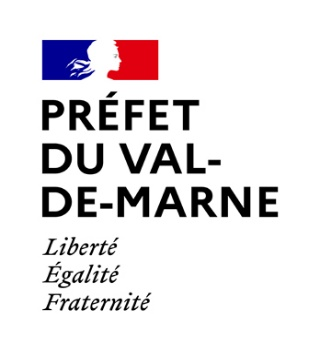 PRÉFET
DU VAL-
DE-MARNE
Liberté
Égalité
Fraternité